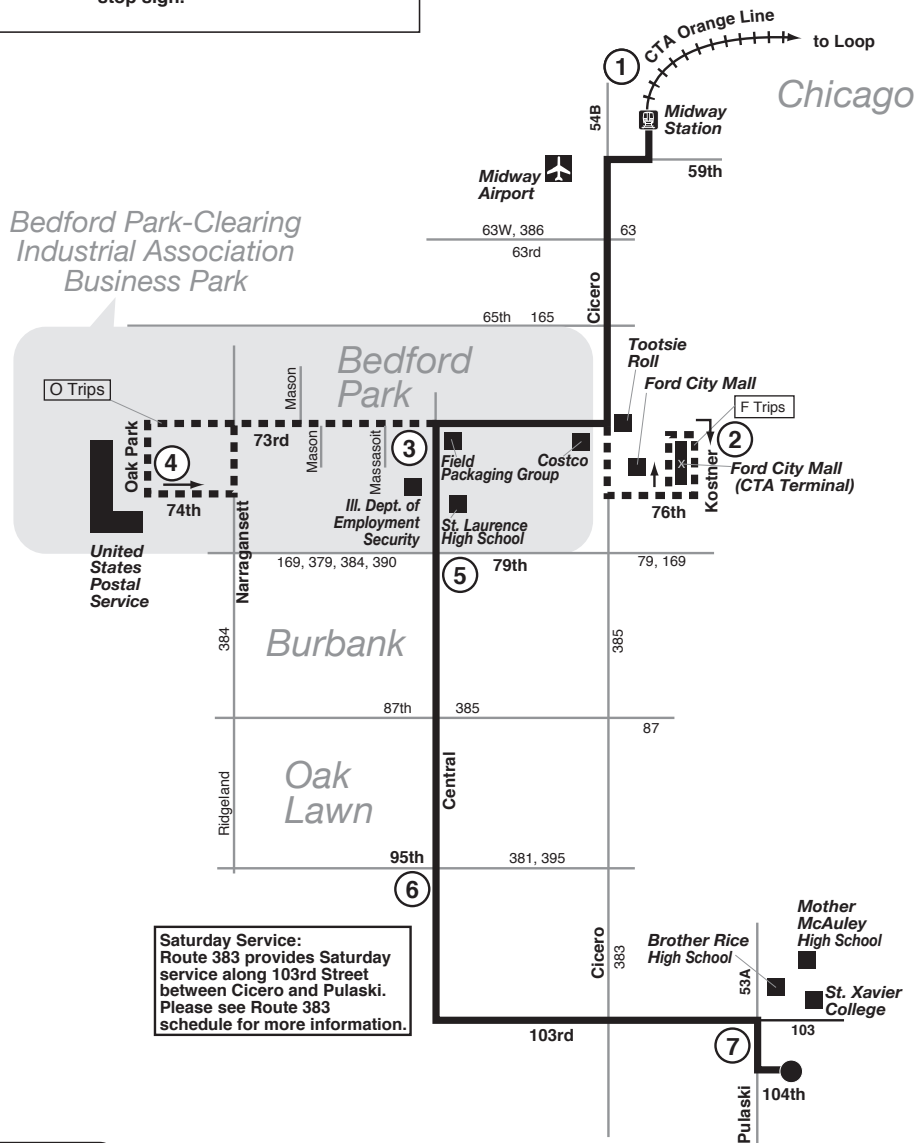 stop sign.
CTA Orange Line
to Loop
1
Chicago
54B
Midway
Station
59th
Midway
Airport
63W, 386
63
63rd
Cicero
Bedford Park-Clearing
Industrial Association
Business Park
65th 165
Bedford
Park
Tootsie
Roll
Ford City Mall
F Trips
O Trips
Oak Park
4
74th
73rd
Mason
Mason
Massasoit
3
Field
Packaging Group
Costco
2
X
Kostner
Ford City Mall
(CTA Terminal)
76th
Ill. Dept. of
Employment
Security
St. Laurence
High School
United
States
Postal
Service
Narragansett
169, 379, 384, 390
5
79th
79, 169
384
Burbank
385
87th
385
87
Ridgeland
Oak
Lawn
Central
95th
381, 395
6
Saturday Service:
Route 383 provides Saturday
service along 103rd Street
between Cicero and Pulaski.
Please see Route 383
schedule for more information.
Cicero
383
Brother Rice
High School
53A
Mother
McAuley
High School
St. Xavier
College
103rd
103
7
104th
Pulaski